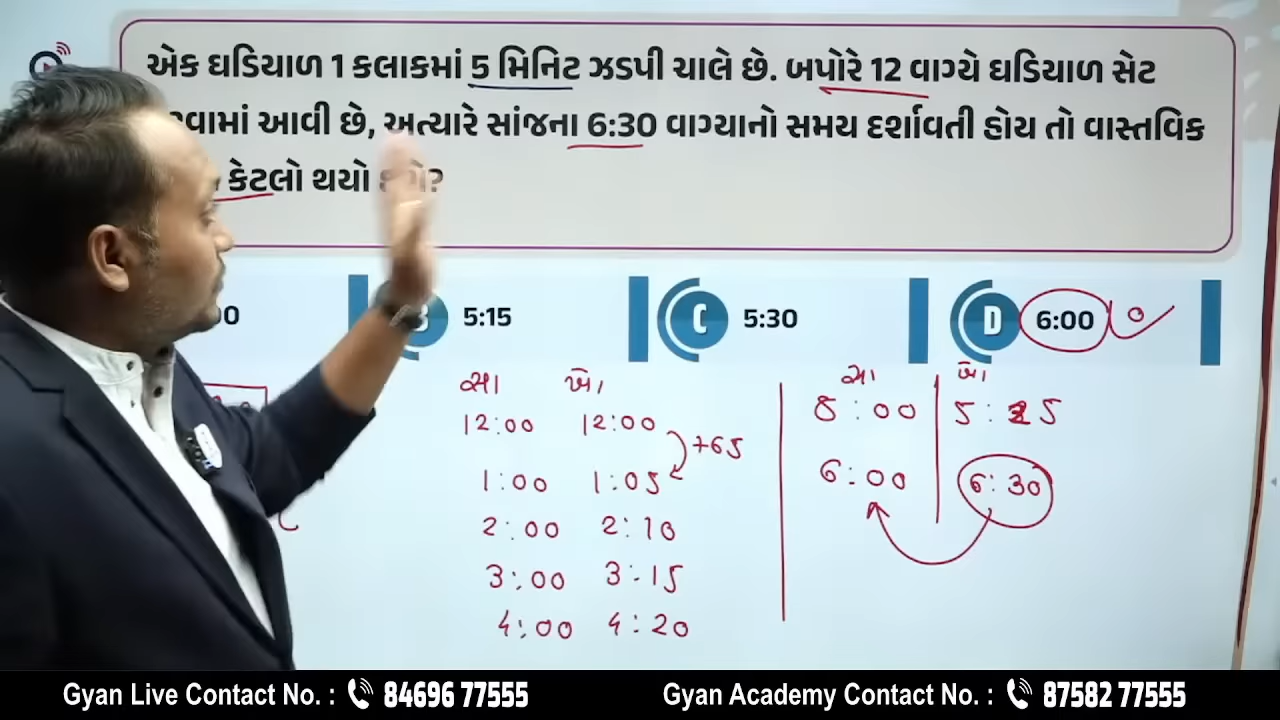 એક ઘડિયાળ 1 કલાકમાં 5 મિનિટ ઝડપી ચાલે છે. બપોરે 12 વાગ્યે ઘડિયાળ સેટ
આવી છે, અત્યારે સાંજના 6:30 વાગ્યાનો સમય દર્શાવતી હોય તો વાસ્તવિક
કેટલો થયો
B 5:15 C 5:30 D 6:00
સા ખો સા ખો
12:00 12:00 5:00 5:25
+65
1:00 1:05 6:00 6:30
2:00 2:10
3:00 3:15
4:00 4:20
Gyan Live Contact No. : 84696 77555 Gyan Academy Contact No. : 87582 77555